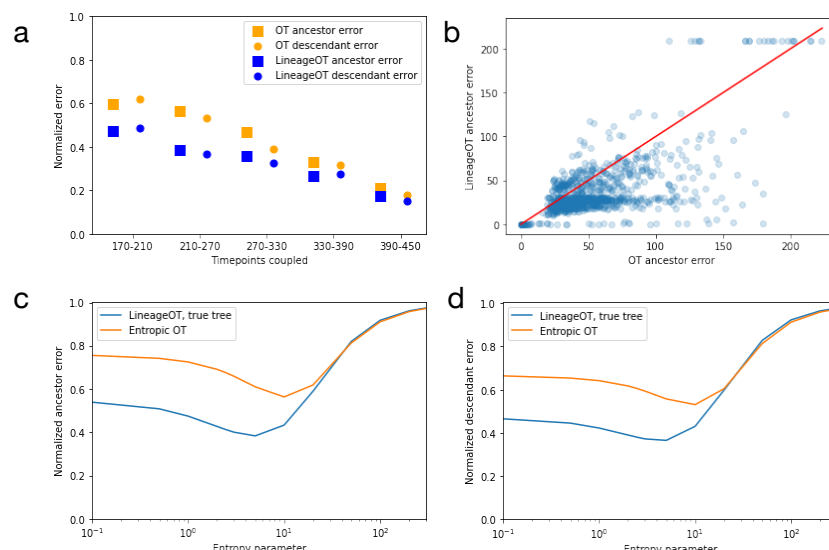 a
1.0
0.8
0.6
0.4
0.2
0.0
Normalized error
OT ancestor error
OT descendant error
LineageOT ancestor error
LineageOT descendant error
170-210
210-270
270-330
330-390
390-450
Timepoints coupled
b
200
150
100
50
0
LineageOT ancestor error
0
50
100
150
200
OT ancestor error
c
1.0
0.8
0.6
0.4
0.2
0.0
Normalized ancestor error
LineageOT, true tree
Entropic OT
10⁻¹
10⁰
10¹
10²
Entropy parameter
d
1.0
0.8
0.6
0.4
0.2
0.0
Normalized descendant error
LineageOT, true tree
Entropic OT
10⁻¹
10⁰
10¹
10²
Entropy parameter